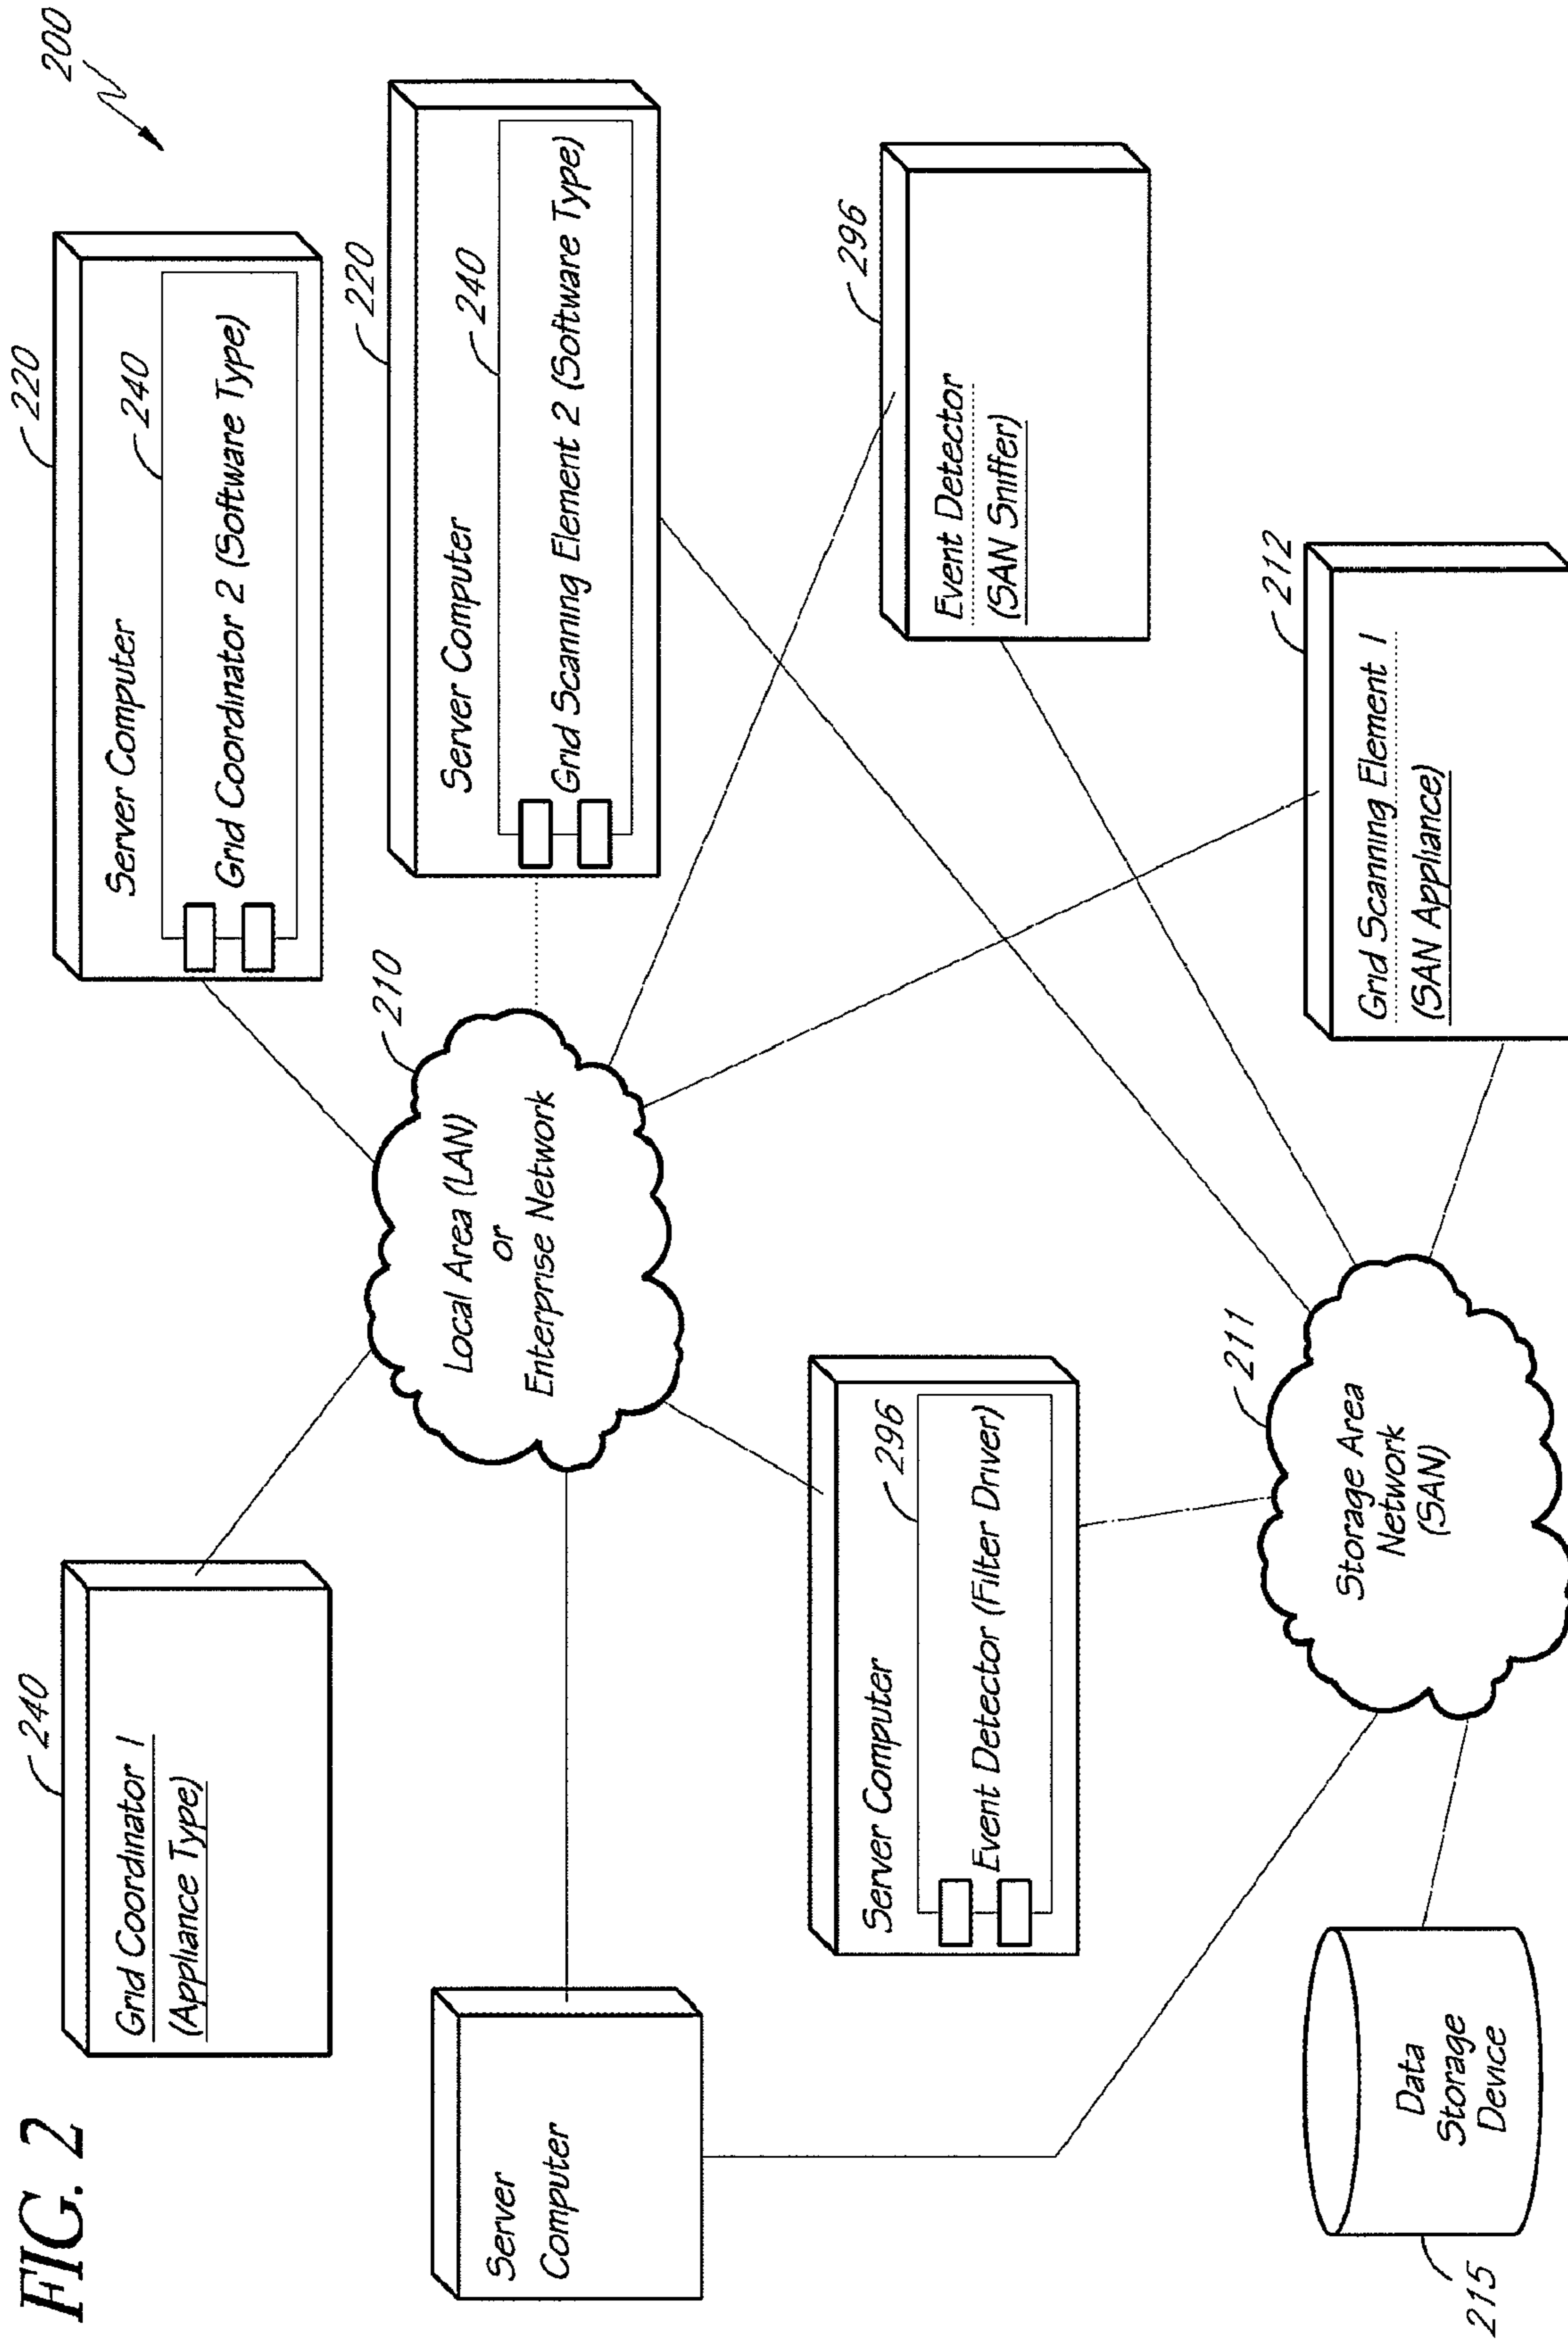 FIG. 2
200
240
Grid Coordinator 1
(Appliance Type)
220
Server Computer
240
Grid Coordinator 2 (Software Type)
Server
Computer
210
Local Area (LAN)
or
Enterprise Network
220
Server Computer
240
Grid Scanning Element 2 (Software Type)
Server Computer
296
Event Detector (Filter Driver)
296
Event Detector
(SAN Sniffer)
215
Data
Storage
Device
211
Storage Area
Network
(SAN)
212
Grid Scanning Element 1
(SAN Appliance)